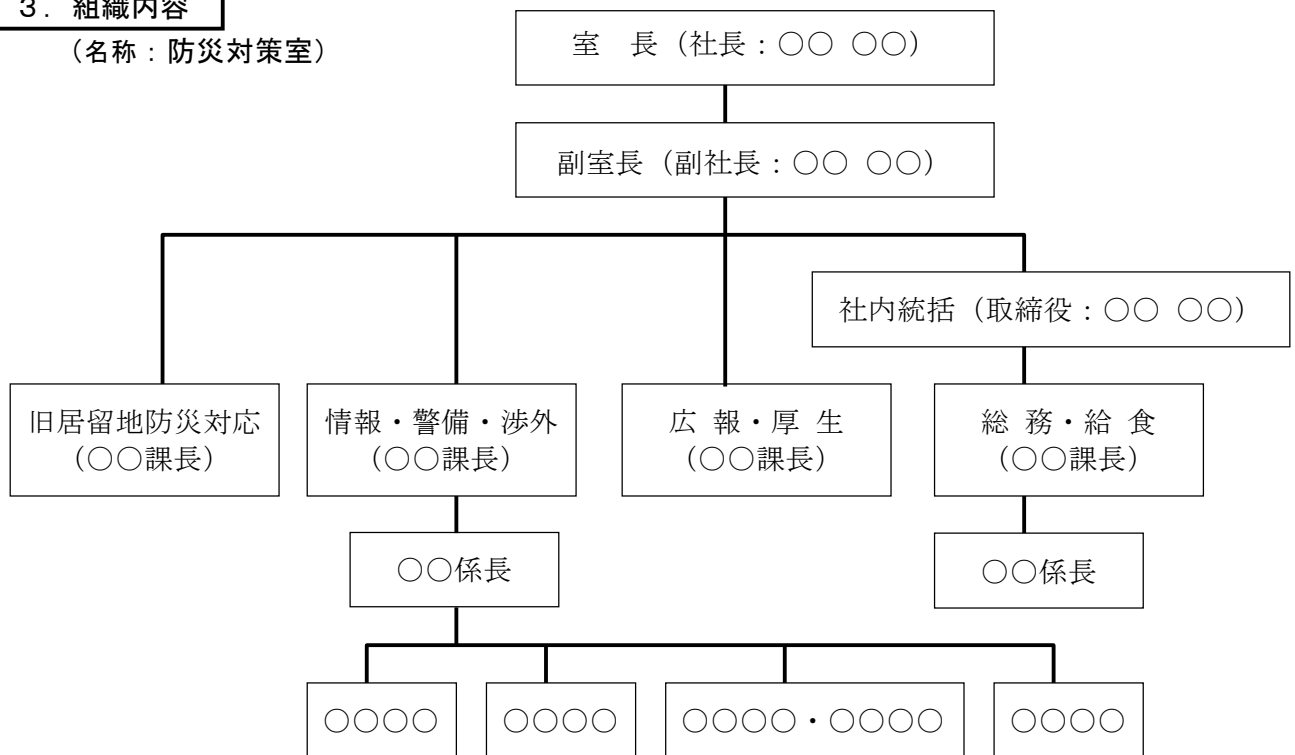 ３．組織内容
（名称：防災対策室）
室　長（社長：○○ ○○）
副室長（副社長：○○ ○○）
社内統括（取締役：○○ ○○）
旧居留地防災対応
（○○課長）
情報・警備・渉外
（○○課長）
広 報・厚 生
（○○課長）
総 務・給 食
（○○課長）
○○係長
○○係長
○○○○
○○○○
○○○○・○○○○
○○○○